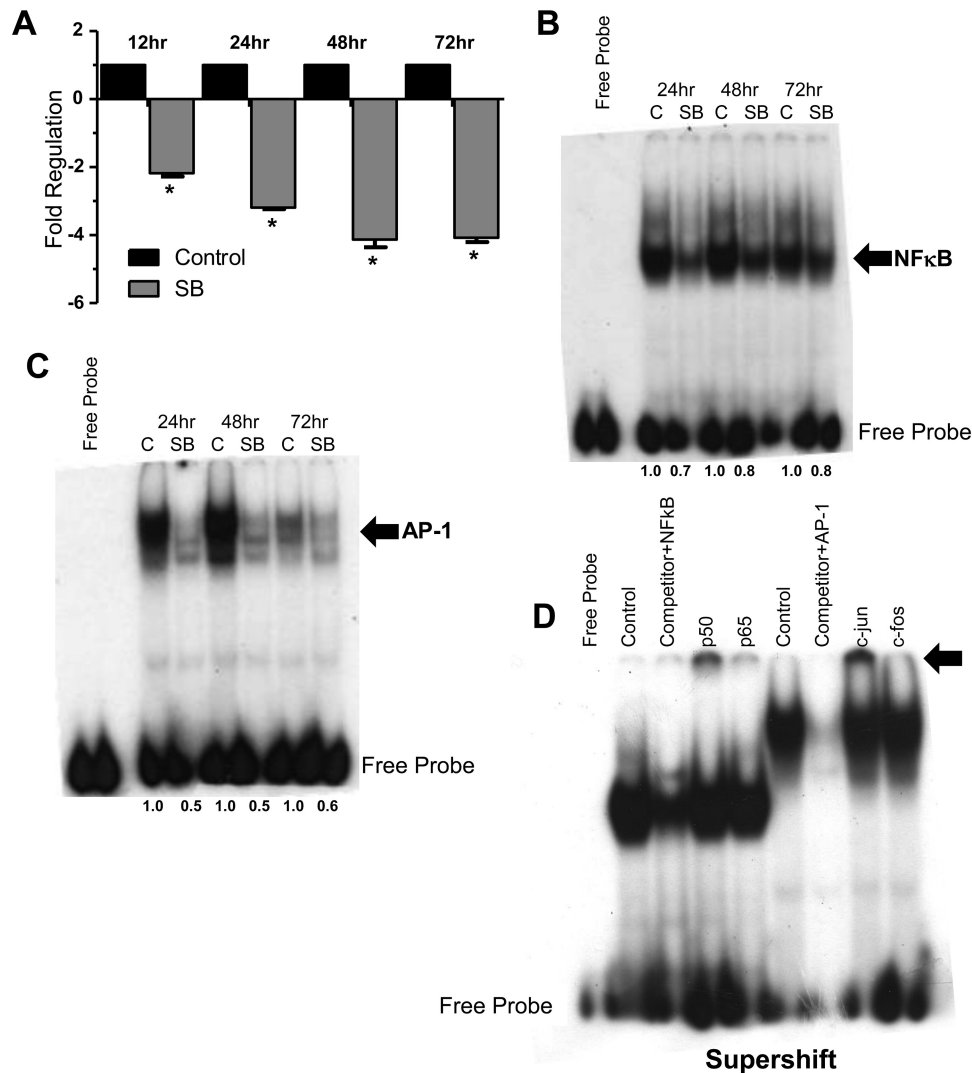 A
2
0
-2
-4
-6
Fold Regulation
12hr 24hr 48hr 72hr
*
*
*
*
Control
SB
B
Free Probe
24hr 48hr 72hr
C SB C SB C SB
NFκB
Free Probe
1.0 0.7 1.0 0.8 1.0 0.8
C
Free Probe
24hr 48hr 72hr
C SB C SB C SB
AP-1
Free Probe
1.0 0.5 1.0 0.5 1.0 0.6
D
Free Probe
Control
Competitor+NFkB
p50
p65
Control
Competitor+AP-1
c-jun
c-fos
Free Probe
Supershift